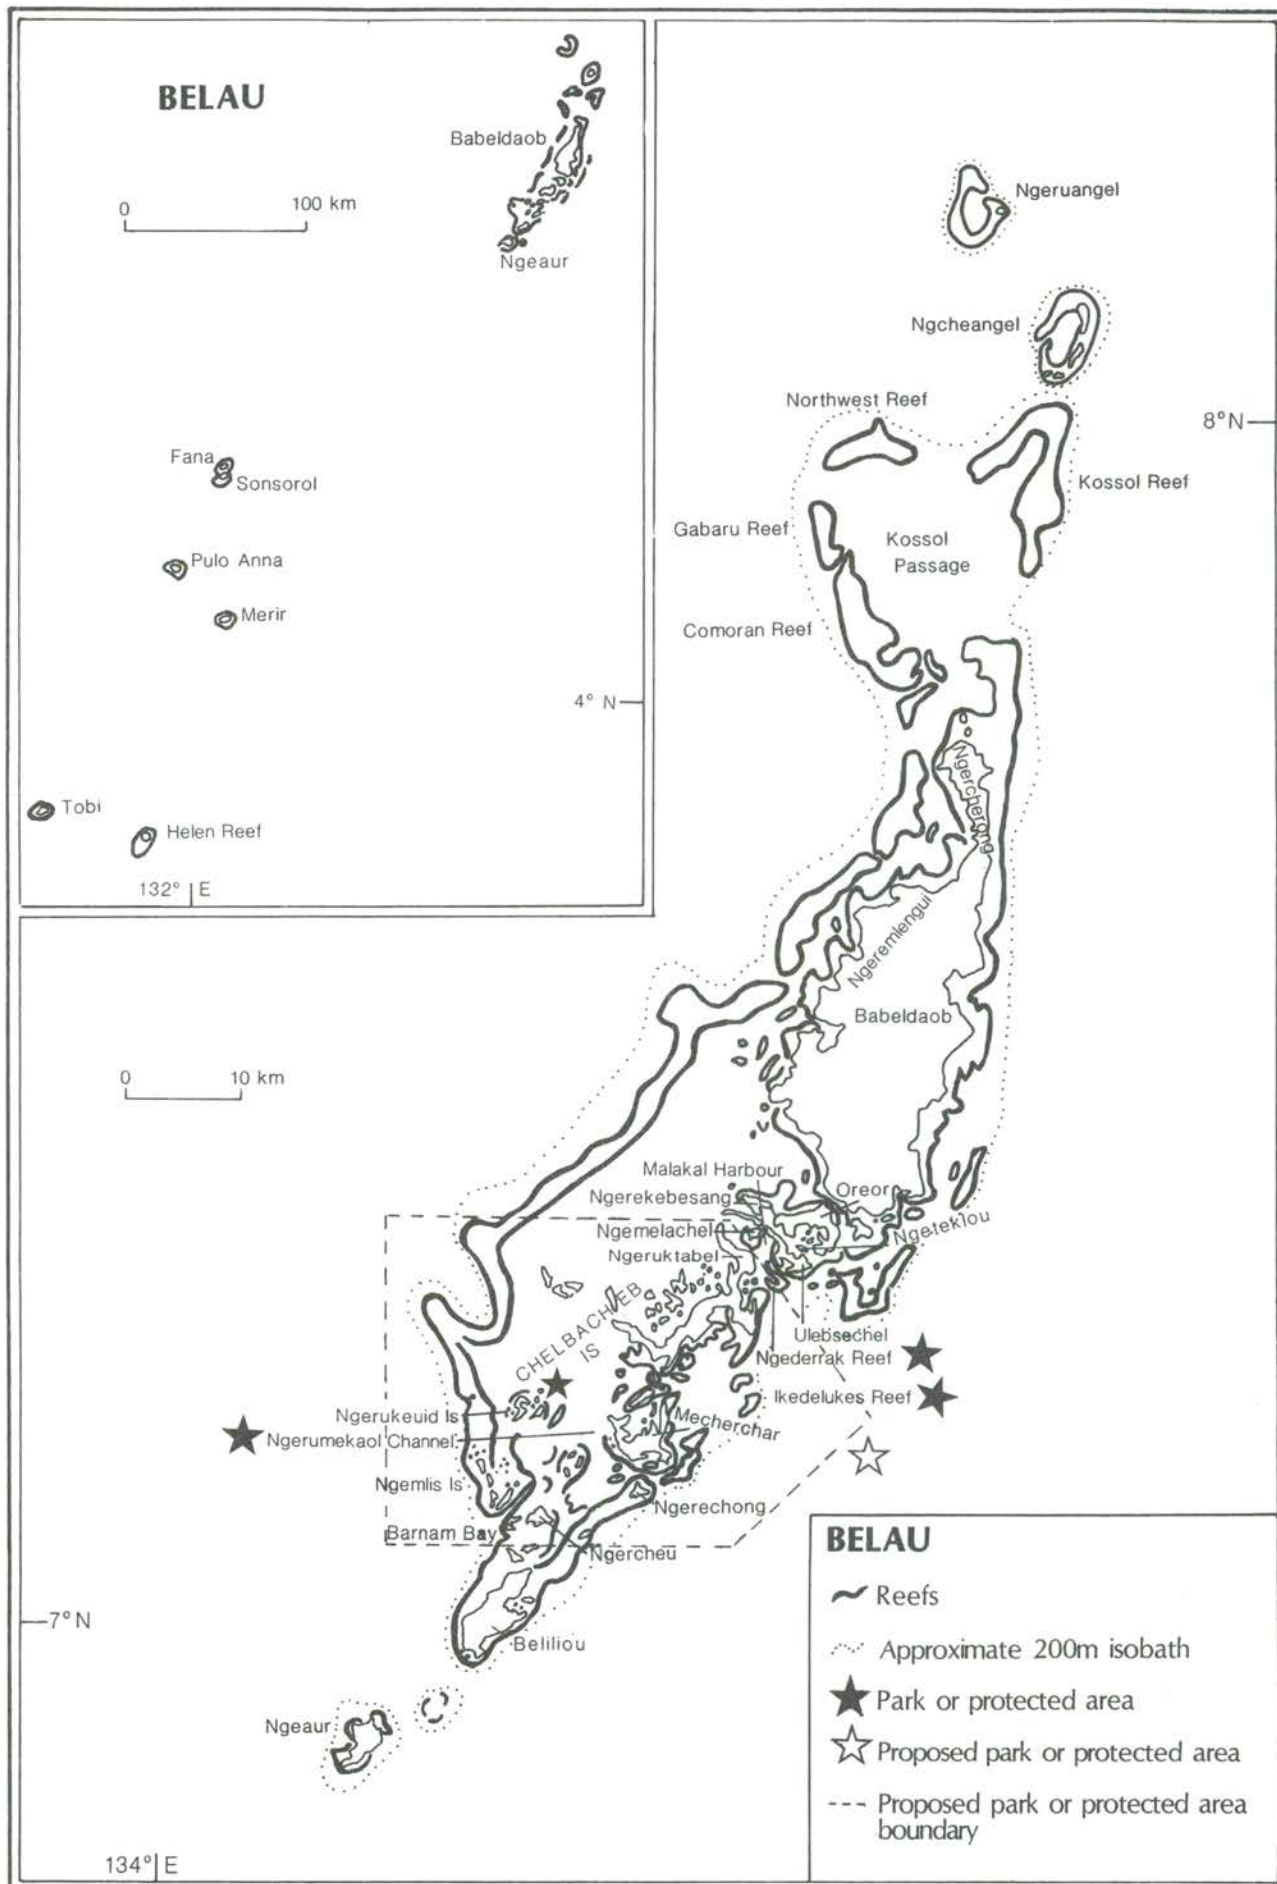 BELAU
Babeldaob
0 100 km
Ngeaur
Fana
Sonsorol
Pulo Anna
Merir
4° N
Tobi
Helen Reef
132° E
Ngeruangel
Ngcheangel
Northwest Reef
8° N
Kossol Reef
Gabaru Reef
Kossol
Passage
Comoran Reef
Ngercherong
Ngeremlengui
Babeldaob
0 10 km
Malakal Harbour
Oreor
Ngerekebesang
Ngemelachel
Ngeteklou
Ngeruktabel
CHELBACHEB
IS
Ulebsechel
Ngederrak Reef
Ikedelukes Reef
Ngerukeuid Is
Mecherchar
Ngerumekaol Channel
Ngemlis Is
Ngerechong
Barnam Bay
Ngercheu
7° N
Beliliou
Ngeaur
134° E
BELAU
Reefs
Approximate 200m isobath
Park or protected area
Proposed park or protected area
Proposed park or protected area
boundary